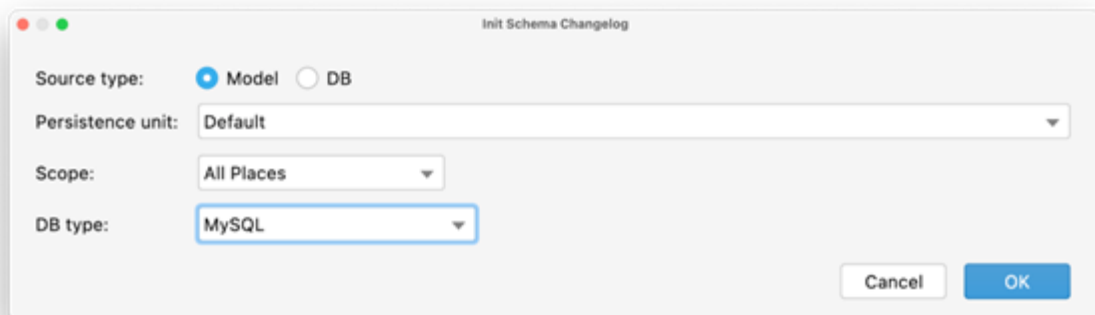 Init Schema Changelog
Source type: Model DB
Persistence unit: Default
Scope: All Places
DB type: MySQL
Cancel OK